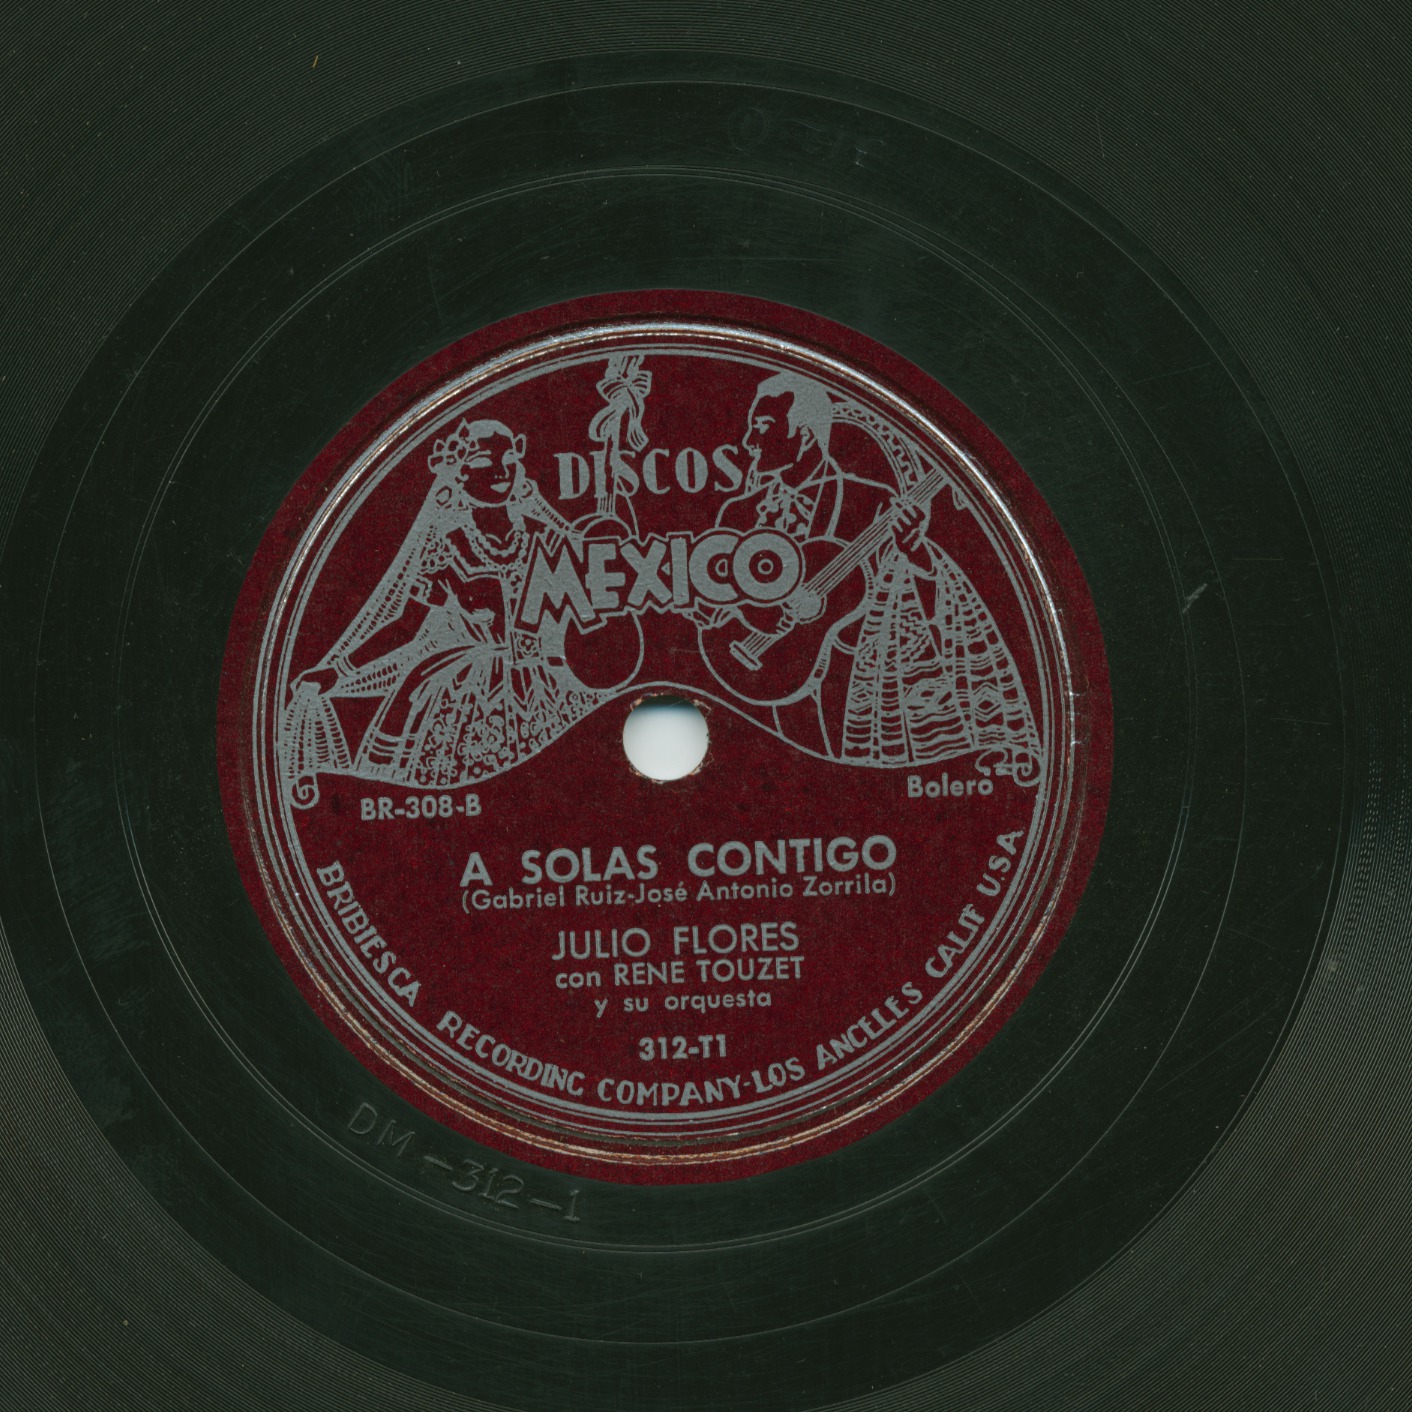 DISCOS
MEXICO
BR-308-B
Bolero
A SOLAS CONTIGO
(Gabriel Ruiz-José Antonio Zorrila)
JULIO FLORES
con RENE TOUZET
y su orquesta
312-T1
BRIBIESCA RECORDING COMPANY-LOS ANGELES CALIF USA
DM-312-1